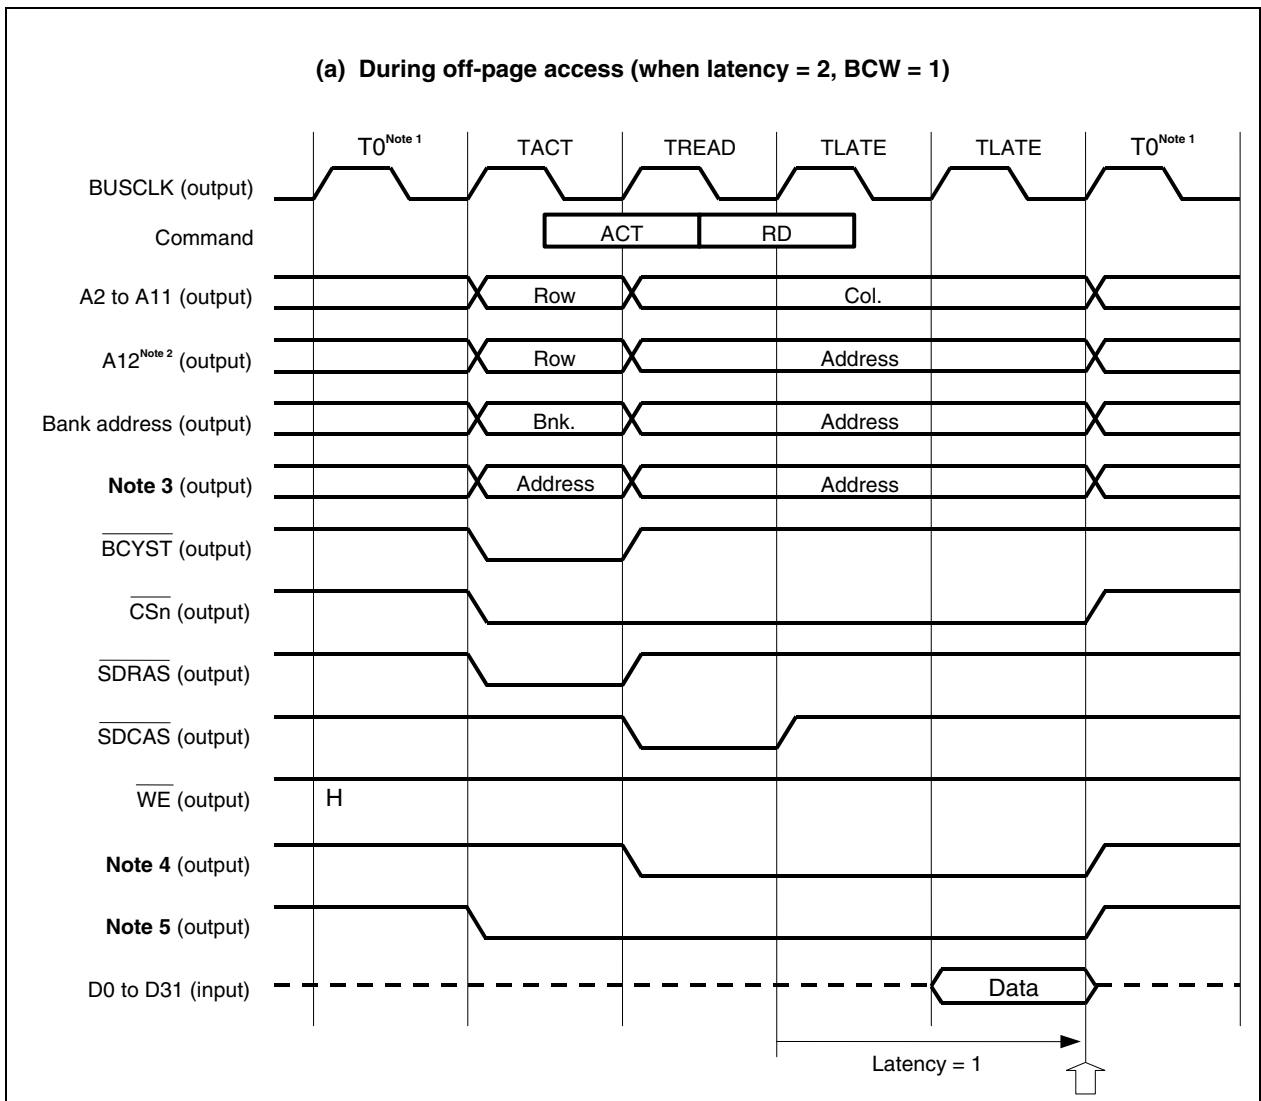 (a) During off-page access (when latency = 2, BCW = 1)
T0Note 1 TACT TREAD TLATE TLATE T0Note 1
BUSCLK (output)
Command ACT RD
A2 to A11 (output) Row Col.
A12Note 2 (output) Row Address
Bank address (output) Bnk. Address
Note 3 (output) Address Address
BCYST (output)
CSn (output)
SDRAS (output)
SDCAS (output)
WE (output) H
Note 4 (output)
Note 5 (output)
D0 to D31 (input) Data
Latency = 1